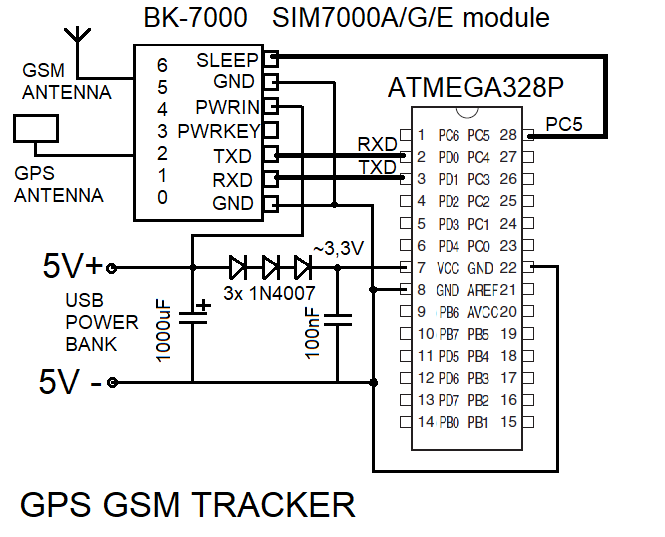 BK-7000 SIM7000A/G/E module
GSM
ANTENNA
GPS
ANTENNA
6 SLEEP
5 GND
4 PWRIN
3 PWRKEY
2 TXD
1 RXD
0 GND
RXD
TXD
ATMEGA328P
PC5
1 PC6 PC5 28
2 PD0 PC4 27
3 PD1 PC3 26
4 PD2 PC2 25
5 PD3 PC1 24
6 PD4 PC0 23
7 VCC GND 22
8 GND AREF 21
9 PB6 AVCC 20
10 PB7 PB5 19
11 PD5 PB4 18
12 PD6 PB3 17
13 PD7 PB2 16
14 PB0 PB1 15
5V+
~3,3V
3x 1N4007
USB
POWER
BANK
1000uF
+
100nF
5V -
GPS GSM TRACKER